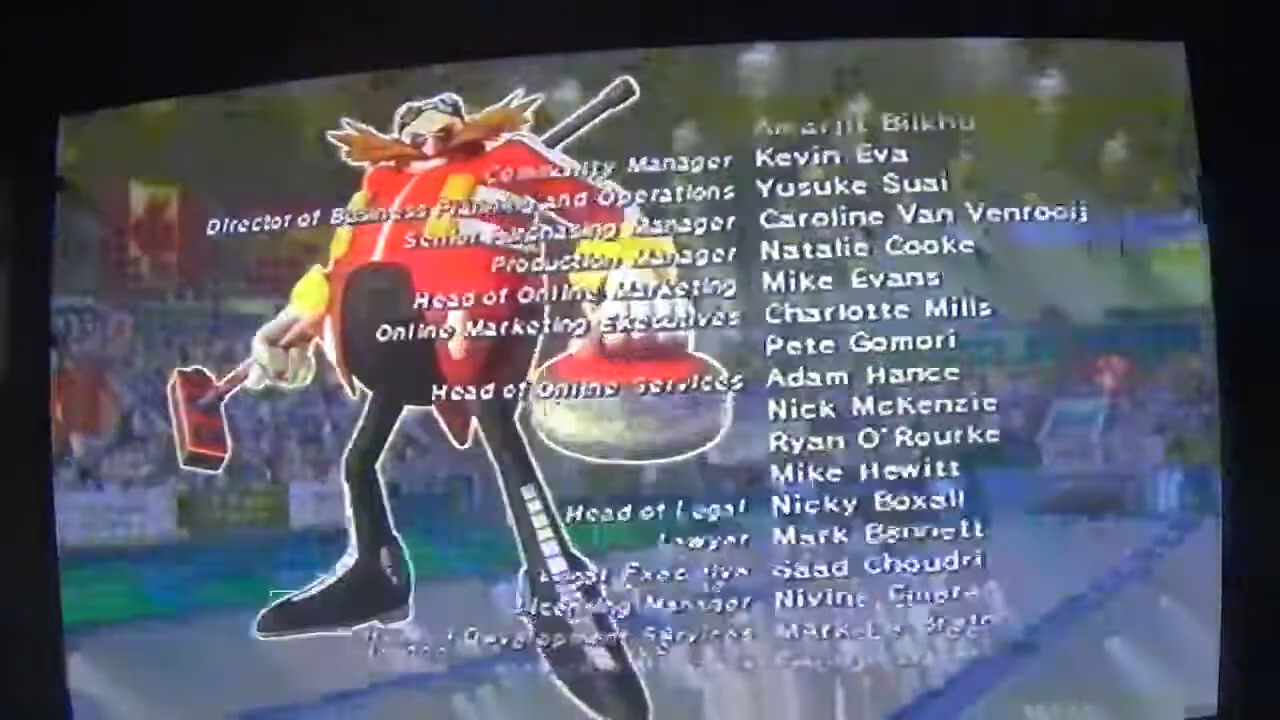 Amarjit Bilkhu
Community Manager Kevin Eva
Director of Business Planning and Operations Yusuke Suai
Senior Purchasing Manager Caroline Van Venrooij
Production Manager Natalie Cooke
Head of Online Marketing Mike Evans
Online Marketing Executives Charlotte Mills
Pete Gomori
Head of Online Services Adam Hance
Nick McKenzie
Ryan O'Rourke
Mike Hewitt
Head of Legal Nicky Boxall
Lawyer Mark Bennett
Legal Executive Saad Choudri
Licensing Manager Nivine
Development Services